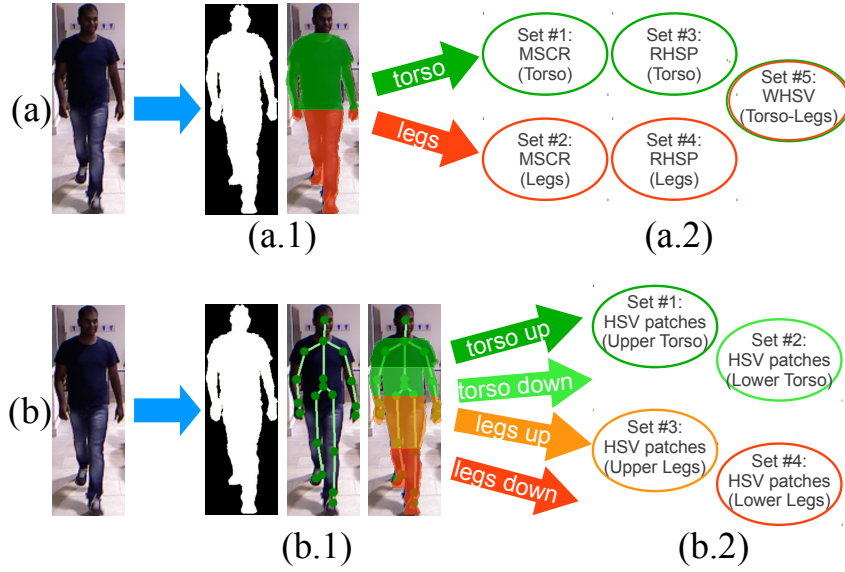 (a)
torso
legs
Set #1:
MSCR
(Torso)
Set #3:
RHSP
(Torso)
Set #2:
MSCR
(Legs)
Set #4:
RHSP
(Legs)
Set #5:
WHSV
(Torso-Legs)
(a.1)
(a.2)
(b)
torso up
torso down
legs up
legs down
Set #1:
HSV patches
(Upper Torso)
Set #2:
HSV patches
(Lower Torso)
Set #3:
HSV patches
(Upper Legs)
Set #4:
HSV patches
(Lower Legs)
(b.1)
(b.2)